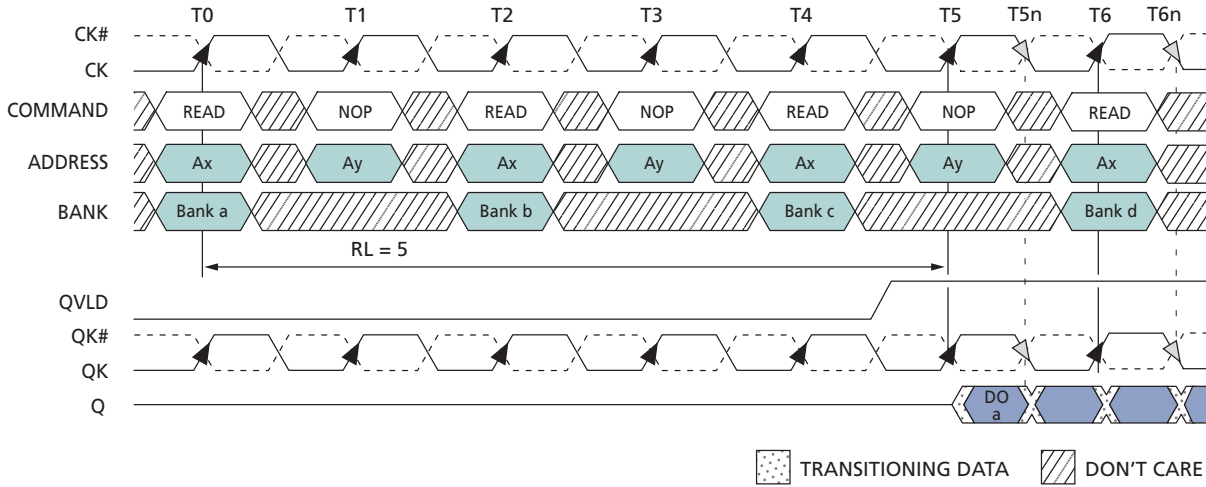 T0 T1 T2 T3 T4 T5 T5n T6 T6n
CK#
CK
COMMAND READ NOP READ NOP READ NOP READ
ADDRESS Ax Ay Ax Ay Ax Ay Ax
BANK Bank a Bank b Bank c Bank d
RL = 5
QVLD
QK#
QK
Q DO
a
TRANSITIONING DATA DON'T CARE